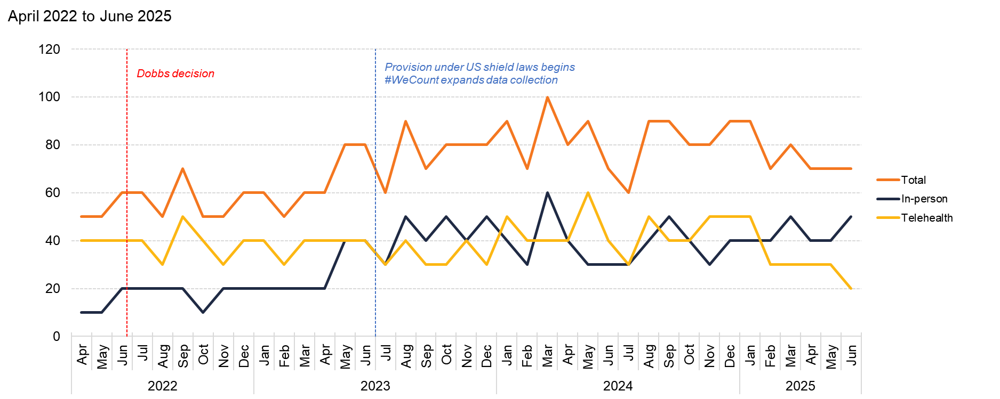 April 2022 to June 2025
120
100
80
60
40
20
0
Dobbs decision
Provision under US shield laws begins
#WeCount expands data collection
Total
In-person
Telehealth
Apr
May
Jun
Jul
Aug
Sep
Oct
Nov
Dec
Jan
Feb
Mar
Apr
May
Jun
Jul
Aug
Sep
Oct
Nov
Dec
Jan
Feb
Mar
Apr
May
Jun
Jul
Aug
Sep
Oct
Nov
Dec
Jan
Feb
Mar
Apr
May
Jun
2022
2023
2024
2025